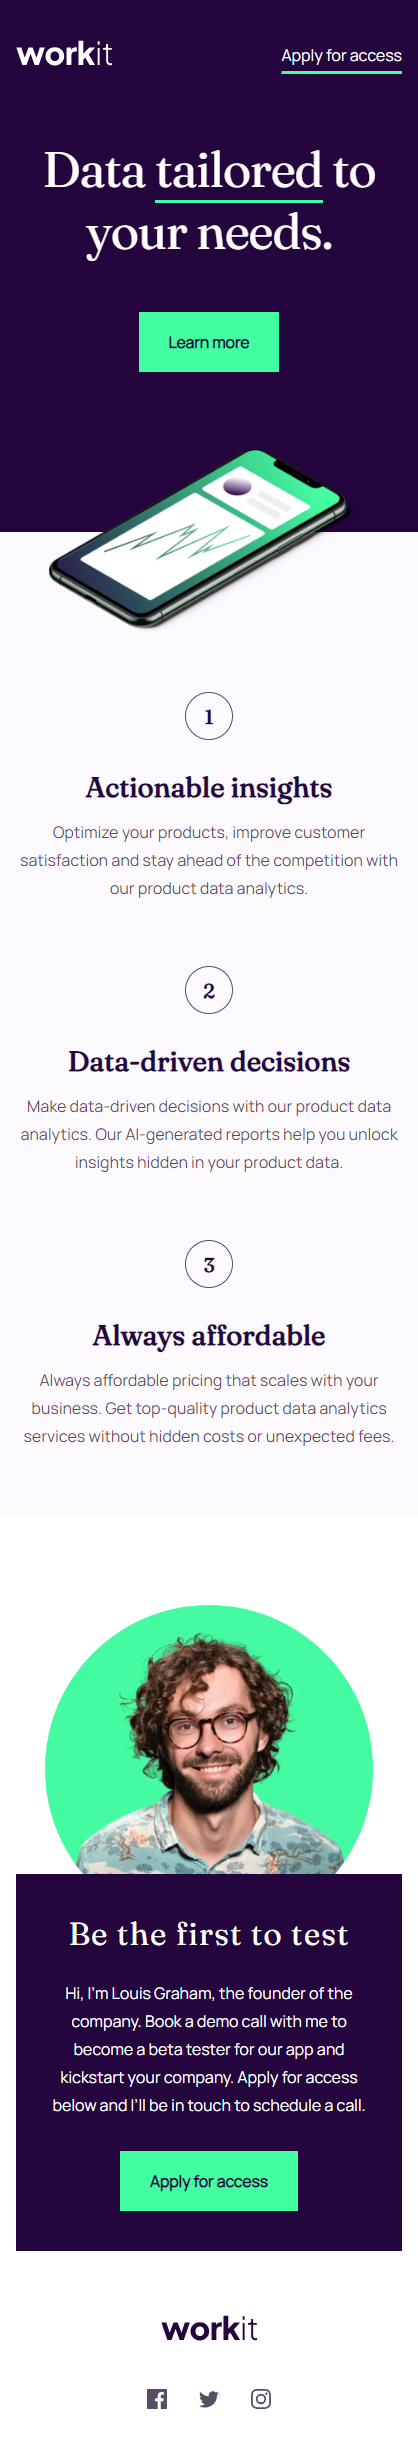 workit
Apply for access
Data tailored to
your needs.
Learn more
1
Actionable insights
Optimize your products, improve customer
satisfaction and stay ahead of the competition with
our product data analytics.
2
Data-driven decisions
Make data-driven decisions with our product data
analytics. Our AI-generated reports help you unlock
insights hidden in your product data.
3
Always affordable
Always affordable pricing that scales with your
business. Get top-quality product data analytics
services without hidden costs or unexpected fees.
Be the first to test
Hi, I'm Louis Graham, the founder of the
company. Book a demo call with me to
become a beta tester for our app and
kickstart your company. Apply for access
below and I'll be in touch to schedule a call.
Apply for access
workit